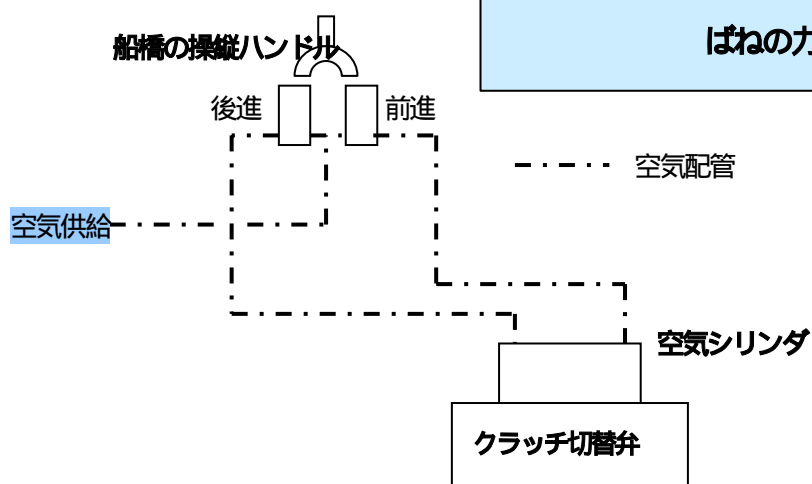 ばねの力
船橋の操縦ハンドル
後進
前進
空気配管
空気供給
空気シリンダ
クラッチ切替弁